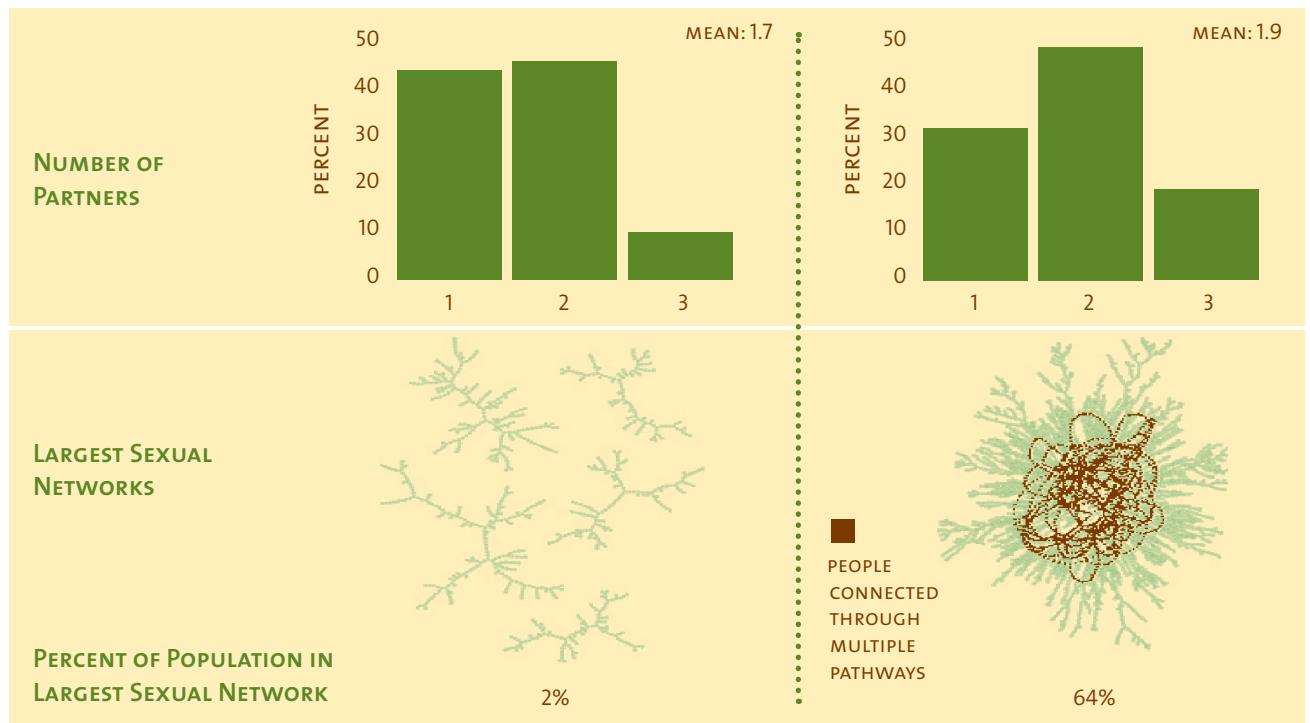 MEAN: 1.7
50
40
30
20
10
0
PERCENT
1 2 3
MEAN: 1.9
50
40
30
20
10
0
PERCENT
1 2 3
NUMBER OF
PARTNERS
LARGEST SEXUAL
NETWORKS
PEOPLE
CONNECTED
THROUGH
MULTIPLE
PATHWAYS
PERCENT OF POPULATION IN
LARGEST SEXUAL NETWORK
2%
64%